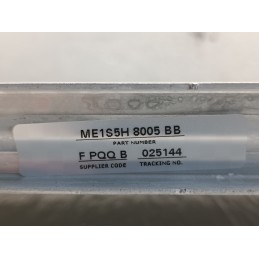 ME1S5H 8005 BB
PART NUMBER
F PQQ B 025144
SUPPLIER CODE TRACKING NO.